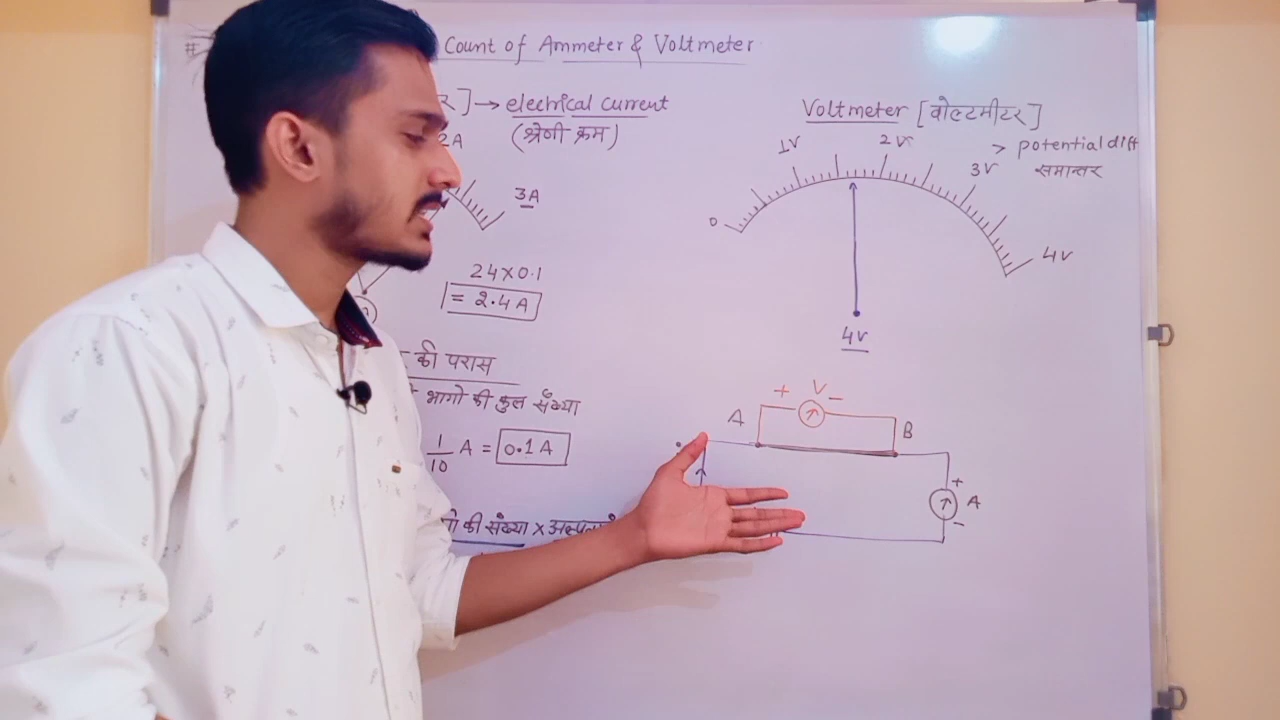 Count of Ammeter & Voltmeter
] → electrical current
(श्रेणी क्रम)
2A
3A
24×0.1
= 2.4A
की परास
भागो की कुल संख्या
1/10 A = 0.1A
की संख्या × अल्पतमांक
Voltmeter [वोल्टमीटर]
> potential diff
समान्तर
0
1V
2V
3V
4V
4V
+ V -
A
B
+
A
-